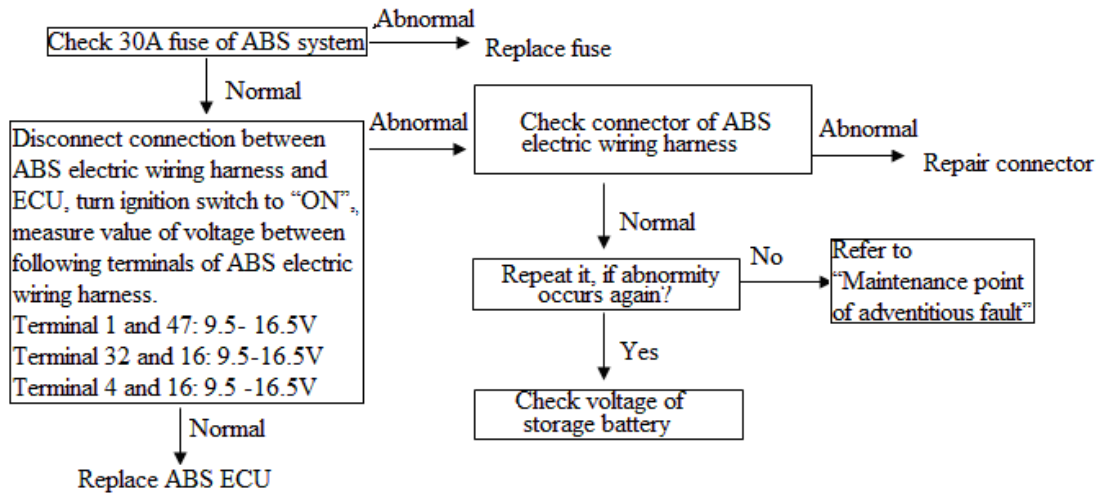 Check 30A fuse of ABS system
Abnormal
Replace fuse
Normal
Disconnect connection between
ABS electric wiring harness and
ECU, turn ignition switch to “ON”,
measure value of voltage between
following terminals of ABS electric
wiring harness.
Terminal 1 and 47: 9.5- 16.5V
Terminal 32 and 16: 9.5-16.5V
Terminal 4 and 16: 9.5 -16.5V
Abnormal
Check connector of ABS
electric wiring harness
Abnormal
Repair connector
Normal
Repeat it, if abnormity
occurs again?
No
Refer to
“Maintenance point
of adventitious fault”
Yes
Check voltage of
storage battery
Normal
Replace ABS ECU